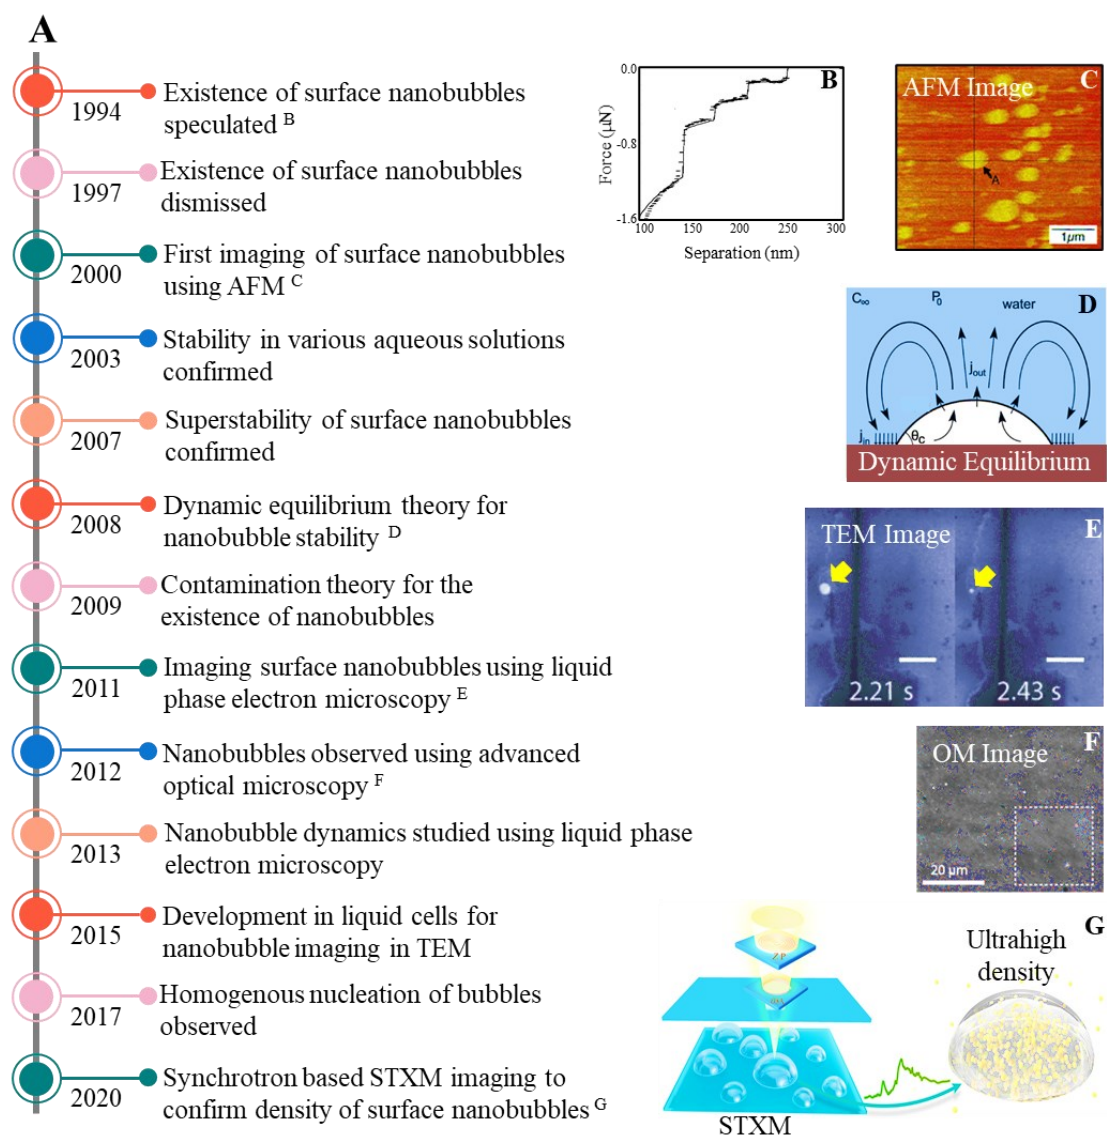 A
1994
Existence of surface nanobubbles
speculated B
1997
Existence of surface nanobubbles
dismissed
2000
First imaging of surface nanobubbles
using AFM C
2003
Stability in various aqueous solutions
confirmed
2007
Superstability of surface nanobubbles
confirmed
2008
Dynamic equilibrium theory for
nanobubble stability D
2009
Contamination theory for the
existence of nanobubbles
2011
Imaging surface nanobubbles using liquid
phase electron microscopy E
2012
Nanobubbles observed using advanced
optical microscopy F
2013
Nanobubble dynamics studied using liquid phase
electron microscopy
2015
Development in liquid cells for
nanobubble imaging in TEM
2017
Homogenous nucleation of bubbles
observed
2020
Synchrotron based STXM imaging to
confirm density of surface nanobubbles G
B
0.0
-0.8
-1.6
Force (μN)
100 150 200 250 300
Separation (nm)
AFM Image C
A
1μm
C∞ P0 water D
jout
jin θC
Dynamic Equilibrium
TEM Image E
2.21 s 2.43 s
OM Image F
20 μm
G
Ultrahigh
density
ZP
STXM